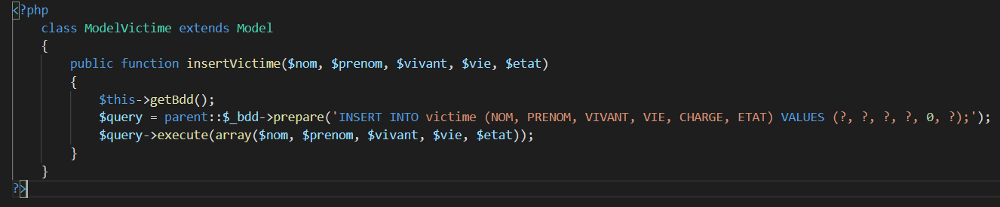 <?php
    class ModelVictime extends Model
    {
        public function insertVictime($nom, $prenom, $vivant, $vie, $etat)
        {
            $this->getBdd();
            $query = parent::$_bdd->prepare('INSERT INTO victime (NOM, PRENOM, VIVANT, VIE, CHARGE, ETAT) VALUES (?, ?, ?, ?, 0, ?);');
            $query->execute(array($nom, $prenom, $vivant, $vie, $etat));
        }
    }
?>